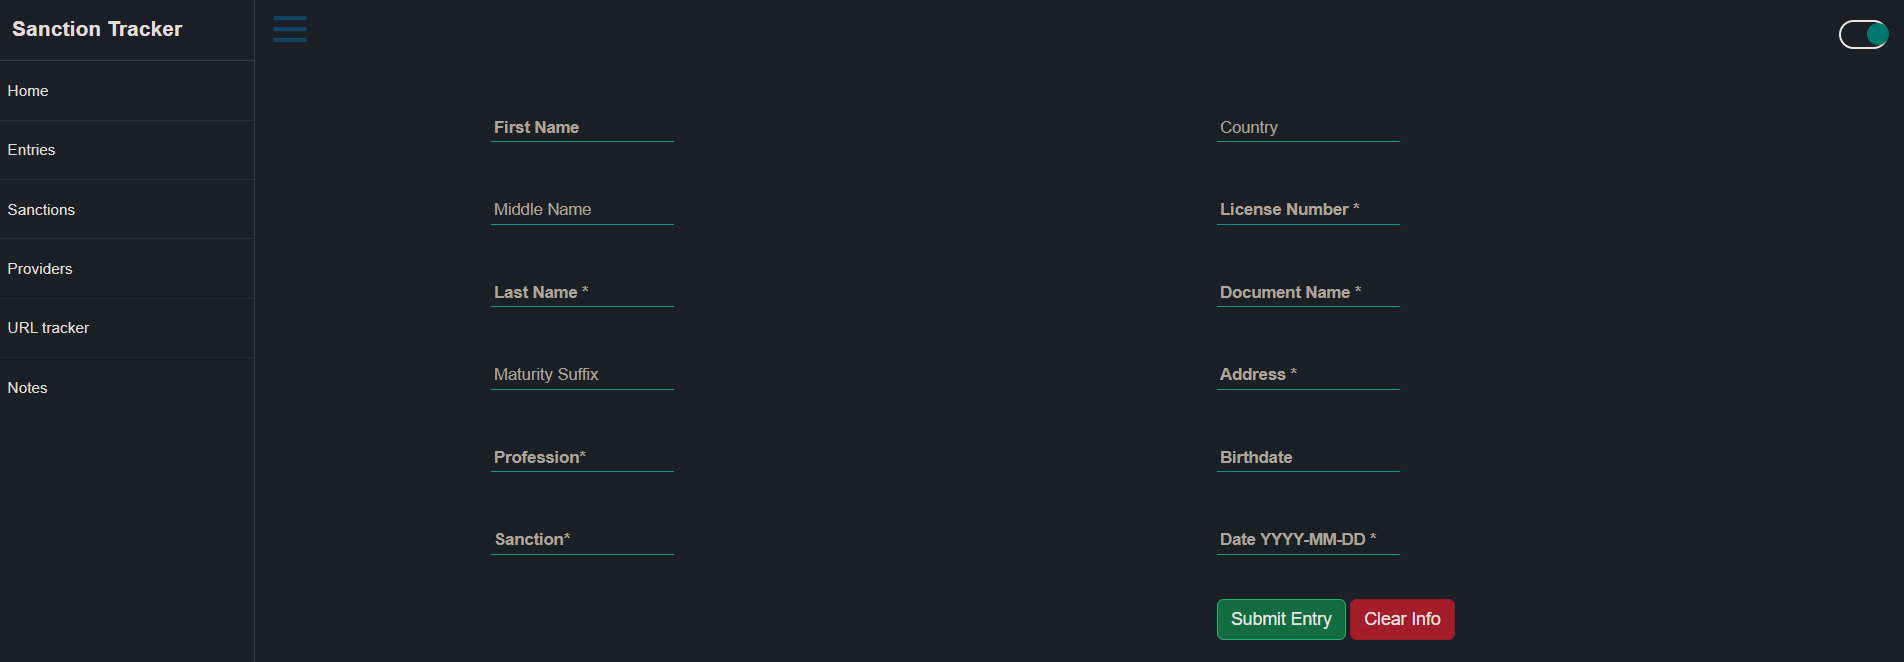 Sanction Tracker
Home
Entries
Sanctions
Providers
URL tracker
Notes
First Name
Middle Name
Last Name *
Maturity Suffix
Profession*
Sanction*
Country
License Number *
Document Name *
Address *
Birthdate
Date YYYY-MM-DD *
Submit Entry
Clear Info